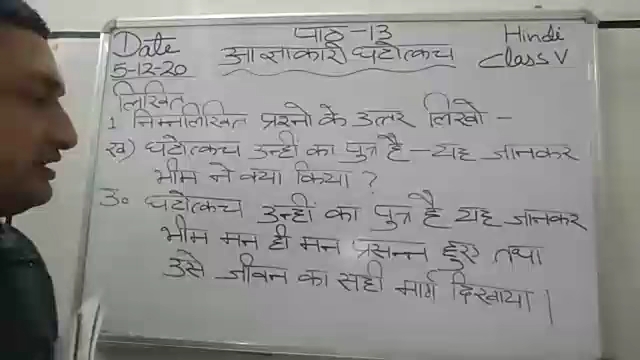 Date
5-12-20
पाठ-13
आज्ञाकारी घटोत्कच
Hindi
Class V
लिखित
1 निम्नलिखित प्रश्नो के उत्तर लिखो -
ख) घटोत्कच उन्हीं का पुत्र है - यह जानकर
भीम ने क्या किया ?
उ० घटोत्कच उन्हीं का पुत्र है यह जानकर
भीम मन ही मन प्रसन्न हुए तथा
उसे जीवन का सही मार्ग दिखाया |